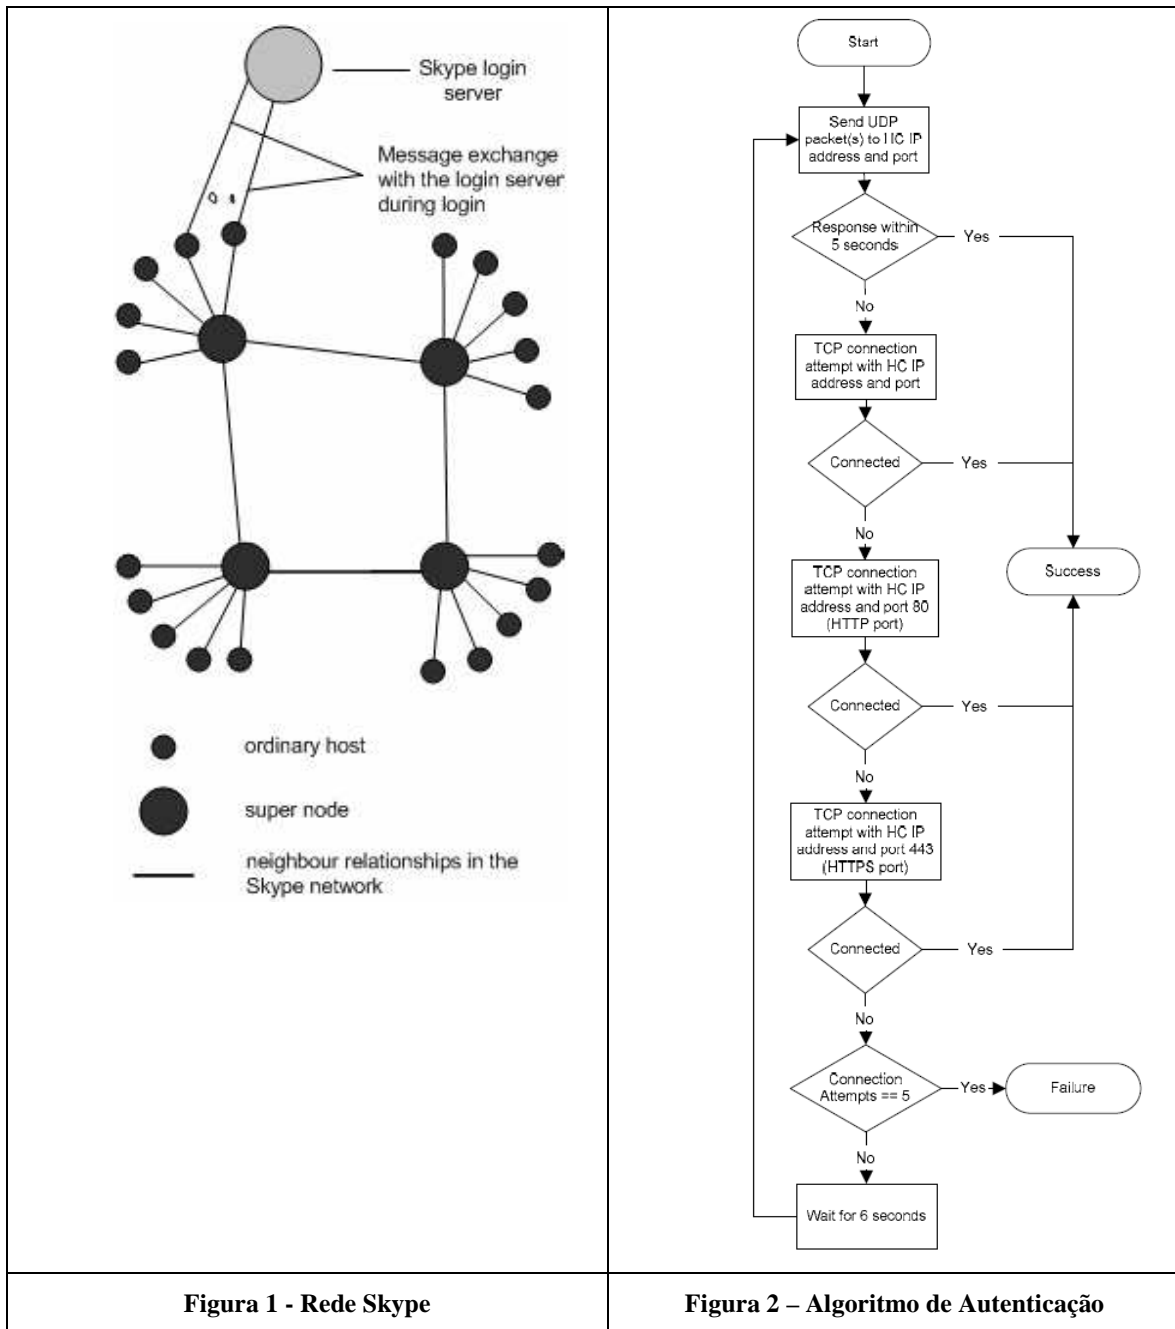 Skype login
server
Message exchange
with the login server
during login
ordinary host
super node
neighbour relationships in the
Skype network
Figura 1 - Rede Skype
Start
Send UDP
packet(s) to HC IP
address and port
Response within
5 seconds
Yes
No
TCP connection
attempt with HC IP
address and port
Connected
Yes
No
TCP connection
attempt with HC IP
address and port 80
(HTTP port)
Success
Connected
Yes
No
TCP connection
attempt with HC IP
address and port 443
(HTTPS port)
Connected
Yes
No
Connection
Attempts == 5
Yes
Failure
No
Wait for 6 seconds
Figura 2 – Algoritmo de Autenticação